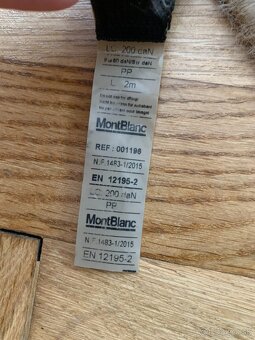 LC 200 daN
PP
L 2m
MontBlanc
REF : 001196
N.F 1483-1/2015
EN 12195-2
LC 200 daN
PP
MontBlanc
N.F 1483-1/2015
EN 12195-2